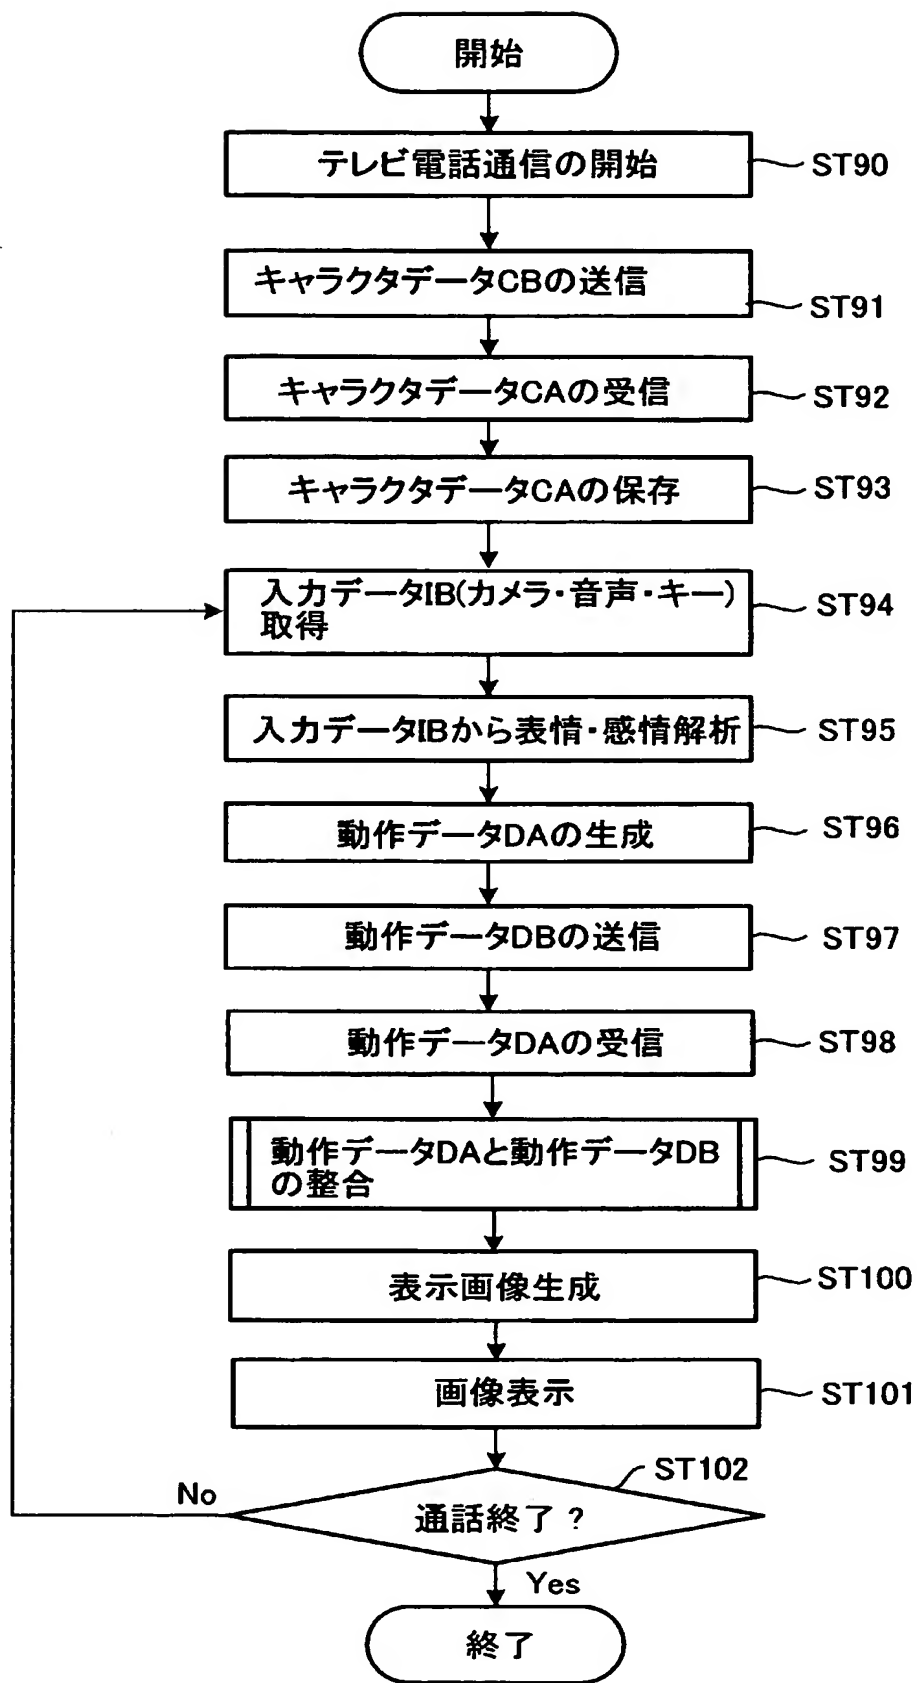 開始
テレビ電話通信の開始
ST90
キャラクタデータCBの送信
ST91
キャラクタデータCAの受信
ST92
キャラクタデータCAの保存
ST93
入力データIB(カメラ・音声・キー)
取得
ST94
入力データIBから表情・感情解析
ST95
動作データDAの生成
ST96
動作データDBの送信
ST97
動作データDAの受信
ST98
動作データDAと動作データDB
の整合
ST99
表示画像生成
ST100
画像表示
ST101
ST102
No
通話終了?
Yes
終了